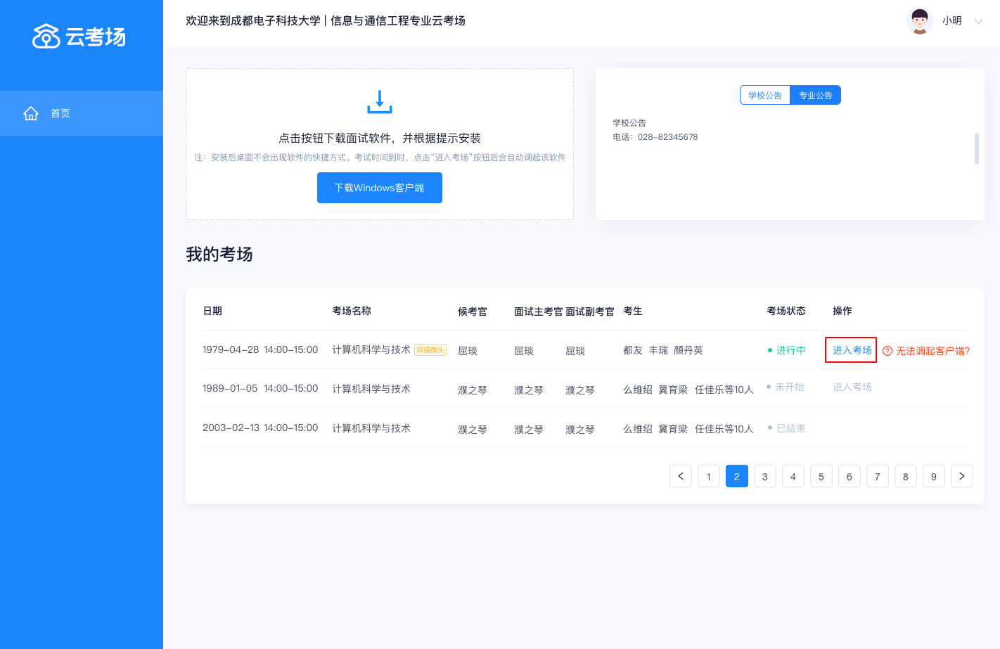 云考场
首页
欢迎来到成都电子科技大学 | 信息与通信工程专业云考场
小明
点击按钮下载面试软件，并根据提示安装
注：安装后桌面不会出现软件的快捷方式。考试时间到时，点击“进入考场”按钮后会自动调起该软件
下载Windows客户端
学校公告 专业公告
学校公告
电话：028-82345678
我的考场
日期 考场名称 候考官 面试主考官 面试副考官 考生 考场状态 操作
1979-04-28 14:00-15:00 计算机科学与技术 双摄像头 屈琰 屈琰 屈琰 都友 丰瑞 顏丹英 进行中 进入考场 ? 无法调起客户端?
1989-01-05 14:00-15:00 计算机科学与技术 濮之琴 濮之琴 濮之琴 么维绍 冀育梁 任佳乐等10人 未开始 进入考场
2003-02-13 14:00-15:00 计算机科学与技术 濮之琴 濮之琴 濮之琴 么维绍 冀育梁 任佳乐等10人 已结束
1 2 3 4 5 6 7 8 9